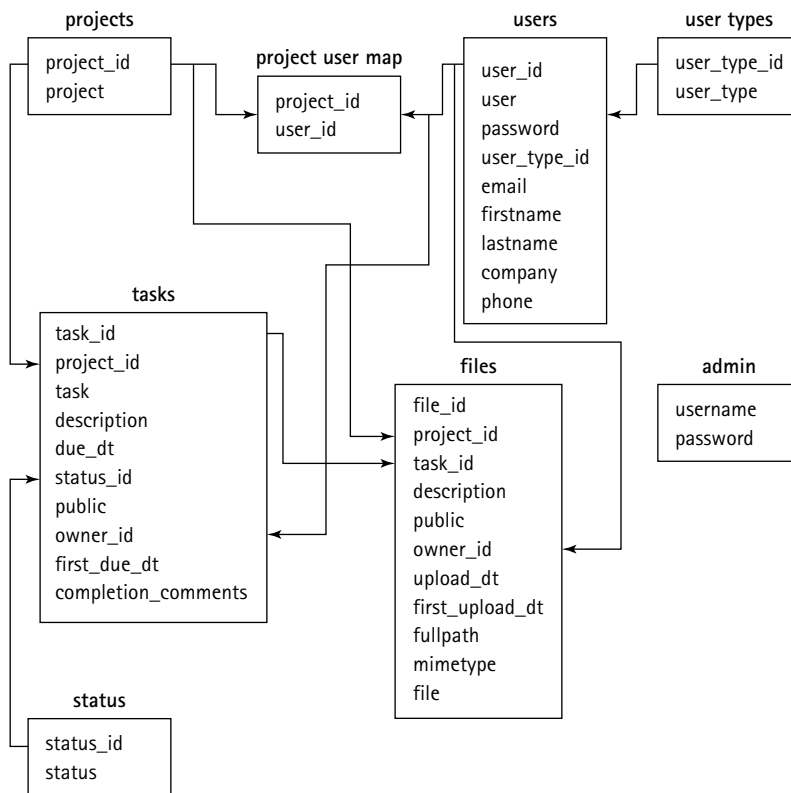 projects
project_id
project
project user map
project_id
user_id
users
user_id
user
password
user_type_id
email
firstname
lastname
company
phone
user types
user_type_id
user_type
tasks
task_id
project_id
task
description
due_dt
status_id
public
owner_id
first_due_dt
completion_comments
files
file_id
project_id
task_id
description
public
owner_id
upload_dt
first_upload_dt
fullpath
mimetype
file
admin
username
password
status
status_id
status